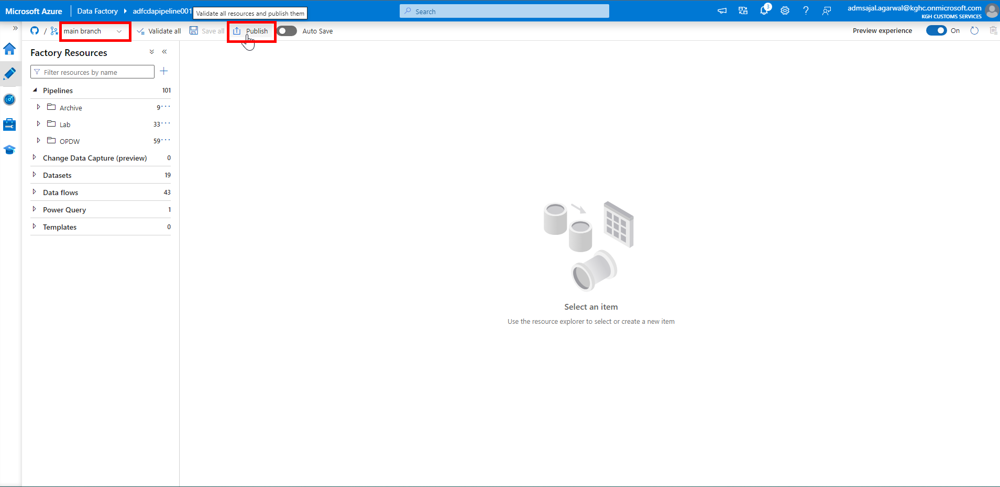 Microsoft Azure Data Factory adfcdapipeline001 Search admsajal.agarwal@kghc.onmicrosoft.com
3
KGH CUSTOMS SERVICES
Validate all resources and publish them
/ main branch Validate all Save all Publish Auto Save Preview experience On
Factory Resources
Filter resources by name
Pipelines 101
Archive 9
Lab 33
OPDW 59
Change Data Capture (preview) 0
Datasets 19
Data flows 43
Power Query 1
Templates 0
Select an item
Use the resource explorer to select or create a new item